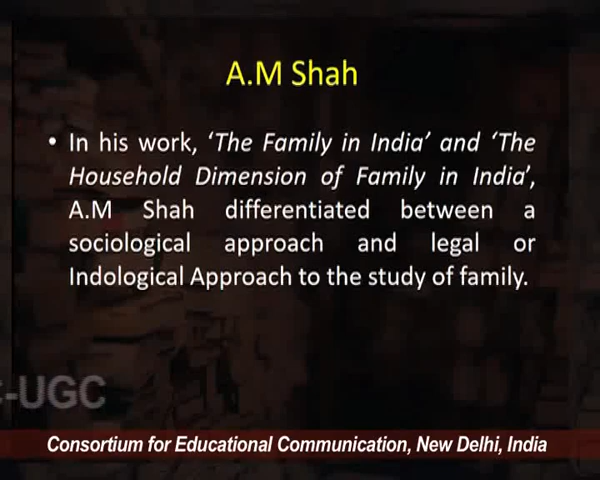 A.M Shah
• In his work, ‘The Family in India’ and ‘The
Household Dimension of Family in India’,
A.M Shah differentiated between a
sociological approach and legal or
Indological Approach to the study of family.
-UGC
Consortium for Educational Communication, New Delhi, India